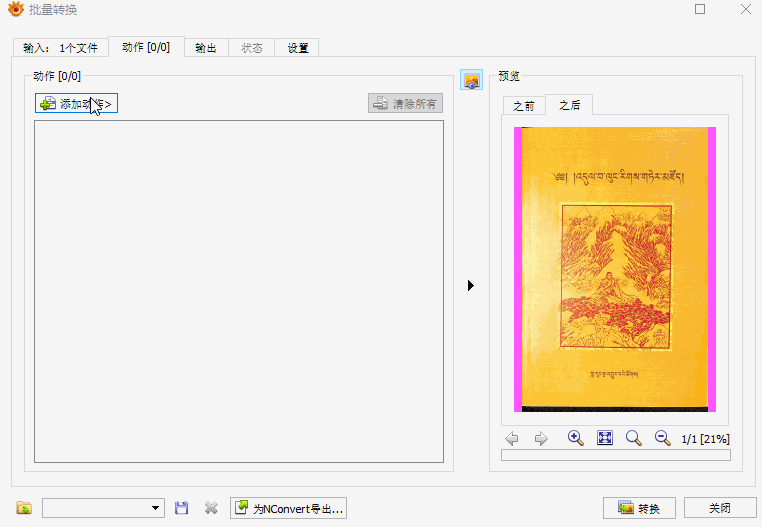 批量转换
输入： 1个文件
动作 [0/0]
输出
状态
设置
动作 [0/0]
添加动作>
清除所有
预览
之前
之后
༄༅། །འདུལ་བ་ལུང་རིགས་གཏེར་མཛོད།
1/1 [21%]
为NConvert导出...
转换
关闭